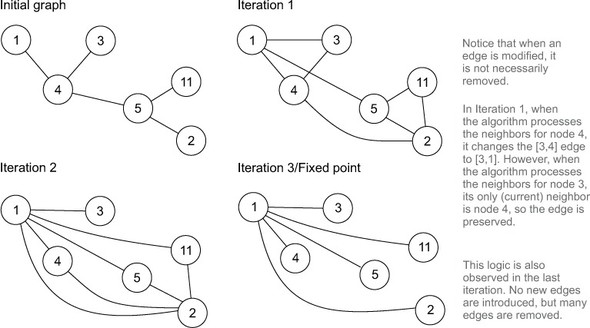 Initial graph
1
3
4
11
5
2
Iteration 1
1
3
4
11
5
2
Notice that when an
edge is modified, it
is not necessarily
removed.
In Iteration 1, when
the algorithm processes
the neighbors for node 4,
it changes the [3,4] edge
to [3,1]. However, when
the algorithm processes
the neighbors for node 3,
its only (current) neighbor
is node 4, so the edge is
preserved.
Iteration 2
1
3
4
11
5
2
Iteration 3/Fixed point
1
3
4
11
5
2
This logic is also
observed in the last
iteration. No new edges
are introduced, but many
edges are removed.